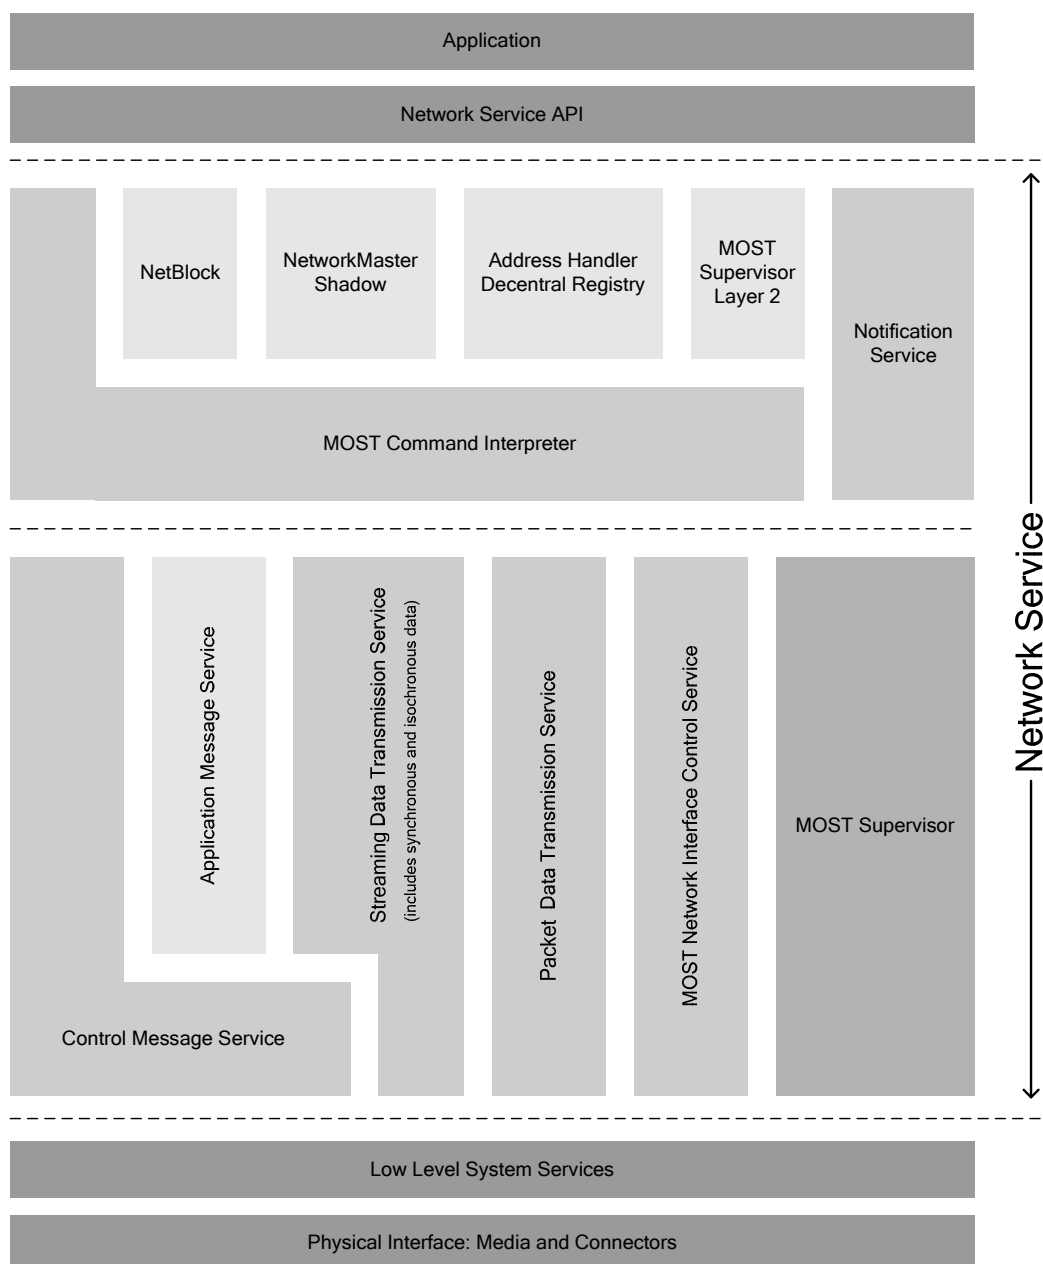 Application
Network Service API
NetBlock
NetworkMaster
Shadow
Address Handler
Decentral Registry
MOST
Supervisor
Layer 2
Notification
Service
MOST Command Interpreter
Network Service
Application Message Service
Streaming Data Transmission Service
(includes synchronous and isochronous data)
Packet Data Transmission Service
MOST Network Interface Control Service
MOST Supervisor
Control Message Service
Low Level System Services
Physical Interface: Media and Connectors